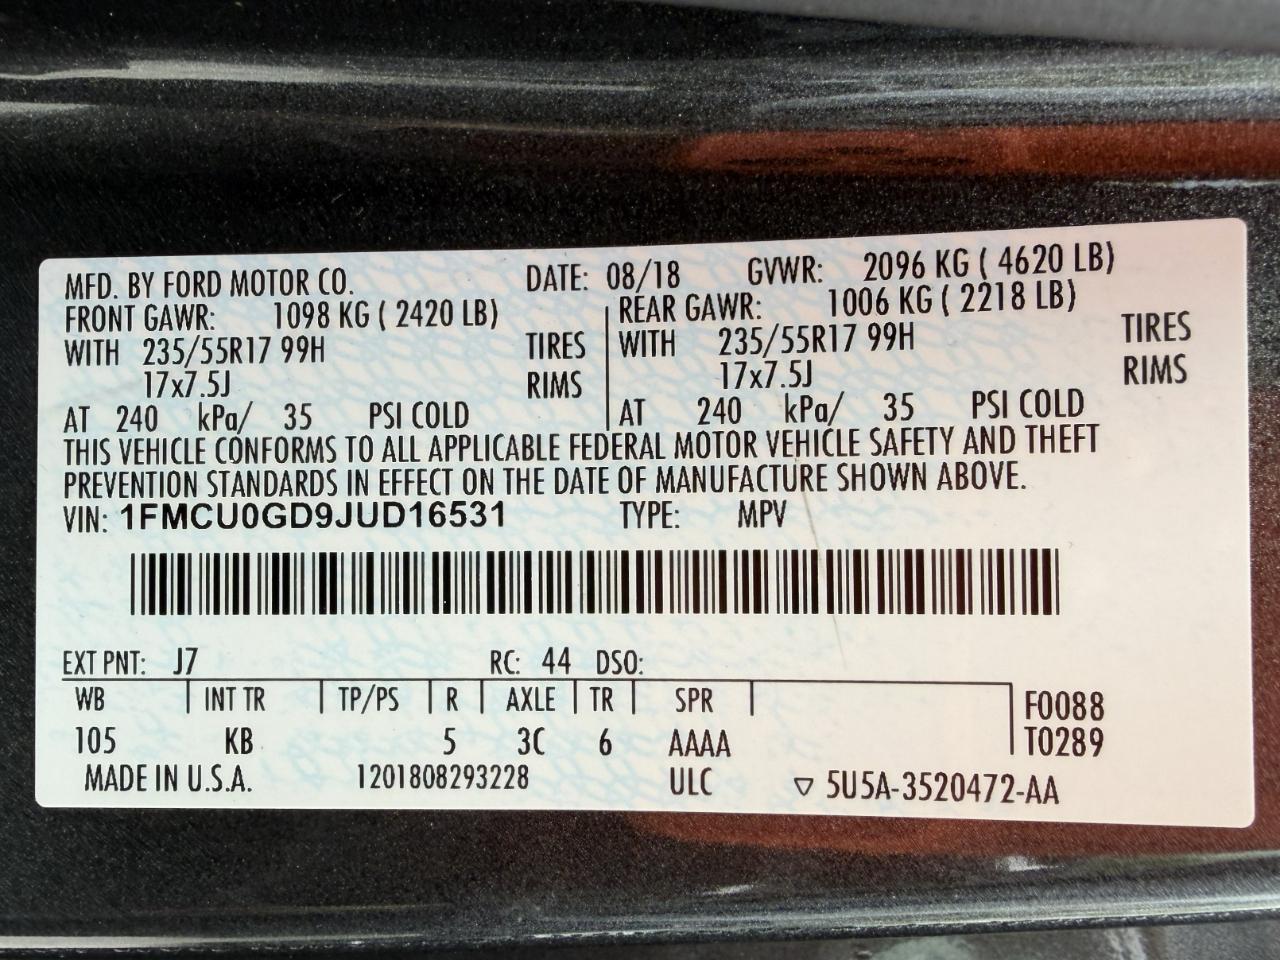 MFD. BY FORD MOTOR CO. DATE: 08/18 GVWR: 2096 KG ( 4620 LB)
FRONT GAWR: 1098 KG ( 2420 LB) REAR GAWR: 1006 KG ( 2218 LB)
WITH 235/55R17 99H TIRES WITH 235/55R17 99H TIRES
17x7.5J RIMS 17x7.5J RIMS
AT 240 kPa/ 35 PSI COLD AT 240 kPa/ 35 PSI COLD
THIS VEHICLE CONFORMS TO ALL APPLICABLE FEDERAL MOTOR VEHICLE SAFETY AND THEFT
PREVENTION STANDARDS IN EFFECT ON THE DATE OF MANUFACTURE SHOWN ABOVE.
VIN: 1FMCU0GD9JUD16531 TYPE: MPV
EXT PNT: J7 RC: 44 DSO:
WB INT TR TP/PS R AXLE TR SPR F0088
105 KB 5 3C 6 AAAA T0289
MADE IN U.S.A. 1201808293228 ULC ▽ 5U5A-3520472-AA